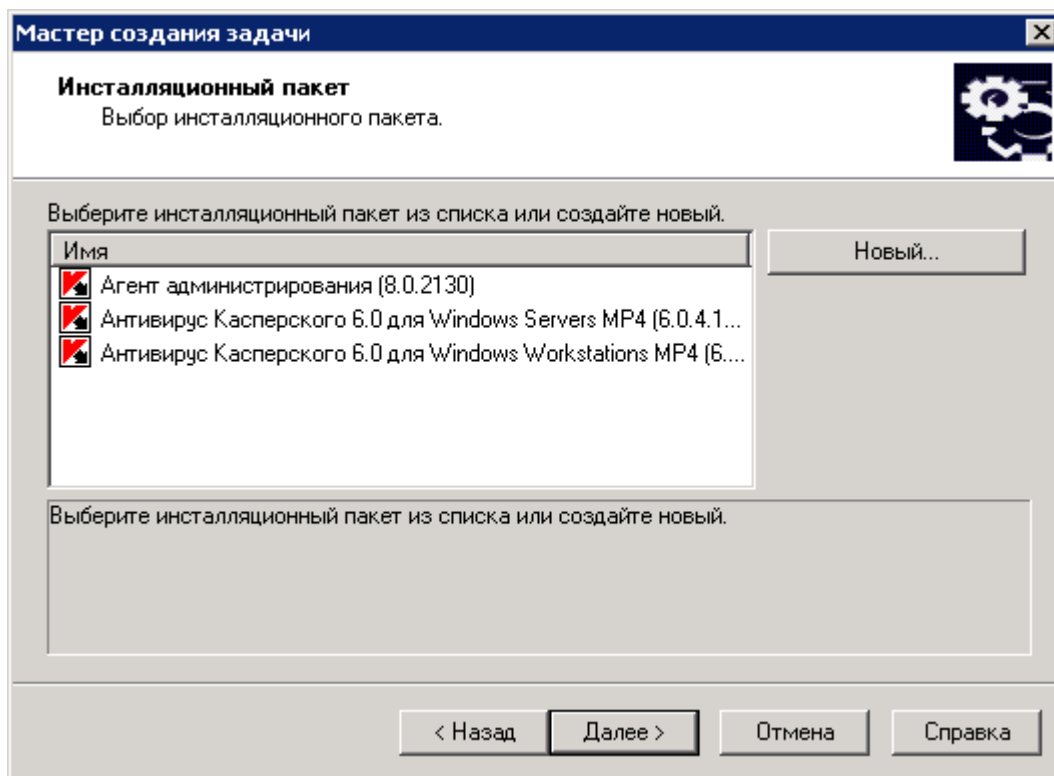 Мастер создания задачи
Инсталляционный пакет
Выбор инсталляционного пакета.
Выберите инсталляционный пакет из списка или создайте новый.
Имя
Новый...
Агент администрирования (8.0.2130)
Антивирус Касперского 6.0 для Windows Servers MP4 (6.0.4.1...
Антивирус Касперского 6.0 для Windows Workstations MP4 (6....
Выберите инсталляционный пакет из списка или создайте новый.
< Назад
Далее >
Отмена
Справка